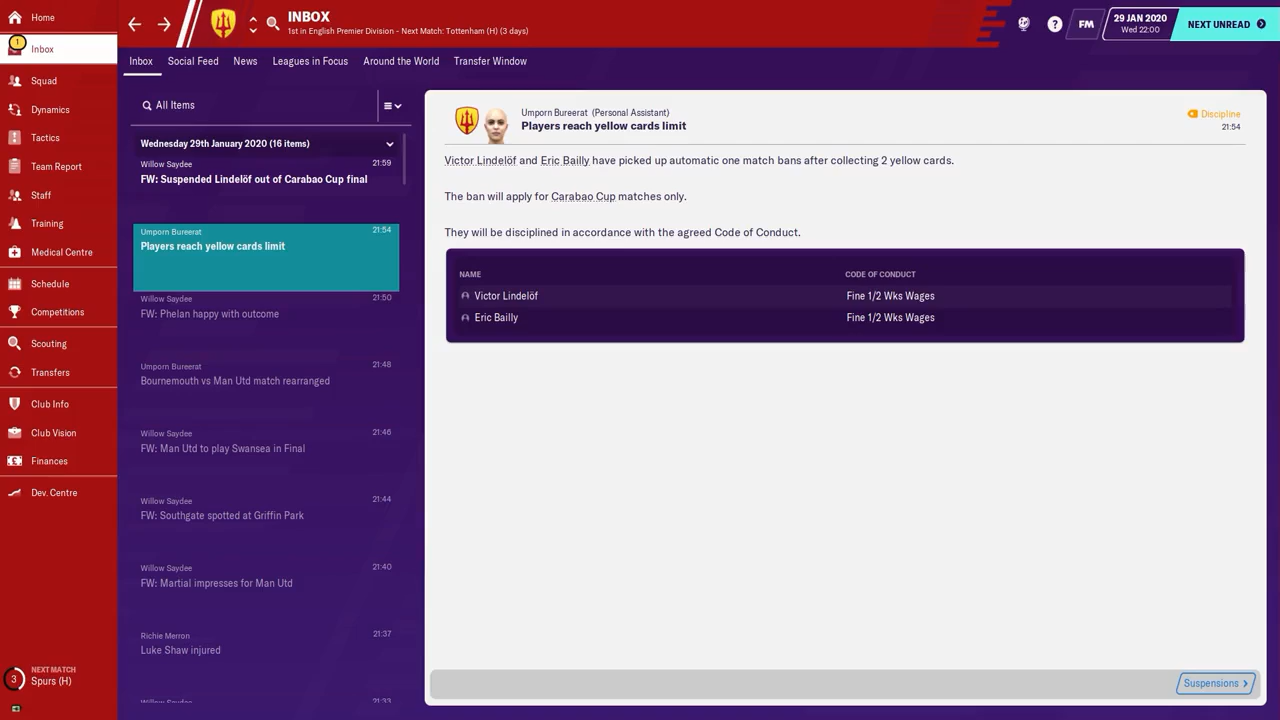 Home
1
Inbox
Squad
Dynamics
Tactics
Team Report
Staff
Training
Medical Centre
Schedule
Competitions
Scouting
Transfers
Club Info
Club Vision
Finances
Dev. Centre
3
NEXT MATCH
Spurs (H)
INBOX
1st in English Premier Division - Next Match: Tottenham (H) (3 days)
?
FM
29 JAN 2020
Wed 22:00
NEXT UNREAD
Inbox Social Feed News Leagues in Focus Around the World Transfer Window
All Items
Wednesday 29th January 2020 (16 items)
Willow Saydee 21:59
FW: Suspended Lindelöf out of Carabao Cup final
Umporn Bureerat 21:54
Players reach yellow cards limit
Willow Saydee 21:50
FW: Phelan happy with outcome
Umporn Bureerat 21:48
Bournemouth vs Man Utd match rearranged
Willow Saydee 21:46
FW: Man Utd to play Swansea in Final
Willow Saydee 21:44
FW: Southgate spotted at Griffin Park
Willow Saydee 21:40
FW: Martial impresses for Man Utd
Richie Merron 21:37
Luke Shaw injured
Willow Saydee 21:33
Umporn Bureerat (Personal Assistant)
Players reach yellow cards limit
Discipline
21:54
Victor Lindelöf and Eric Bailly have picked up automatic one match bans after collecting 2 yellow cards.
The ban will apply for Carabao Cup matches only.
They will be disciplined in accordance with the agreed Code of Conduct.
NAME CODE OF CONDUCT
Victor Lindelöf Fine 1/2 Wks Wages
Eric Bailly Fine 1/2 Wks Wages
Suspensions